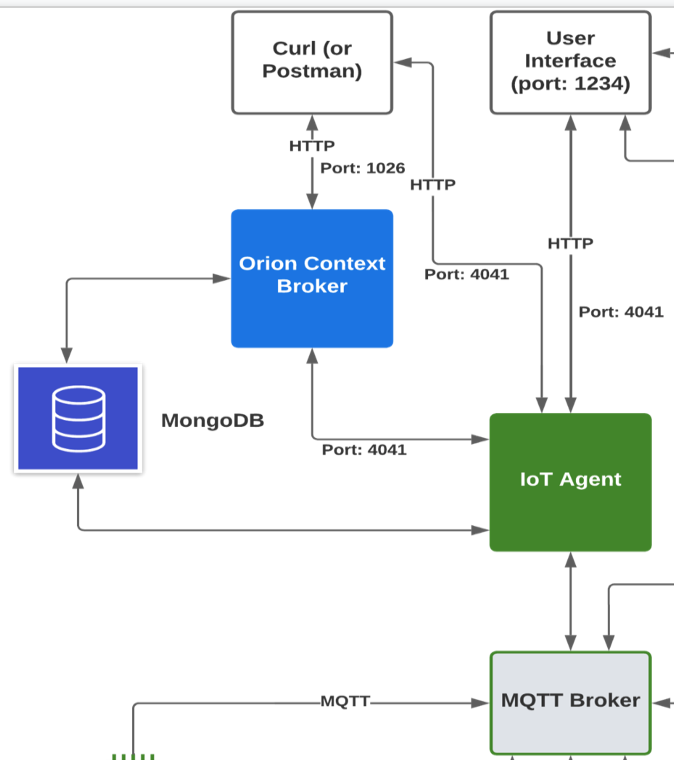 Curl (or
Postman)
User
Interface
(port: 1234)
HTTP
Port: 1026
HTTP
HTTP
Orion Context
Broker
Port: 4041
Port: 4041
MongoDB
Port: 4041
IoT Agent
MQTT
MQTT Broker